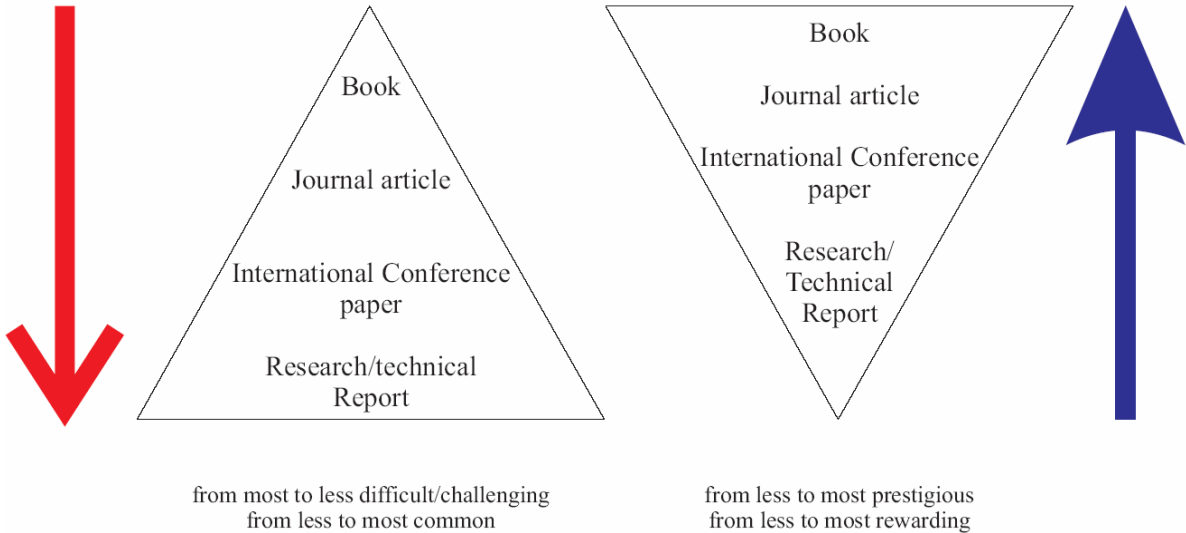 Book
Journal article
International Conference
paper
Research/technical
Report
from most to less difficult/challenging
from less to most common
Book
Journal article
International Conference
paper
Research/
Technical
Report
from less to most prestigious
from less to most rewarding